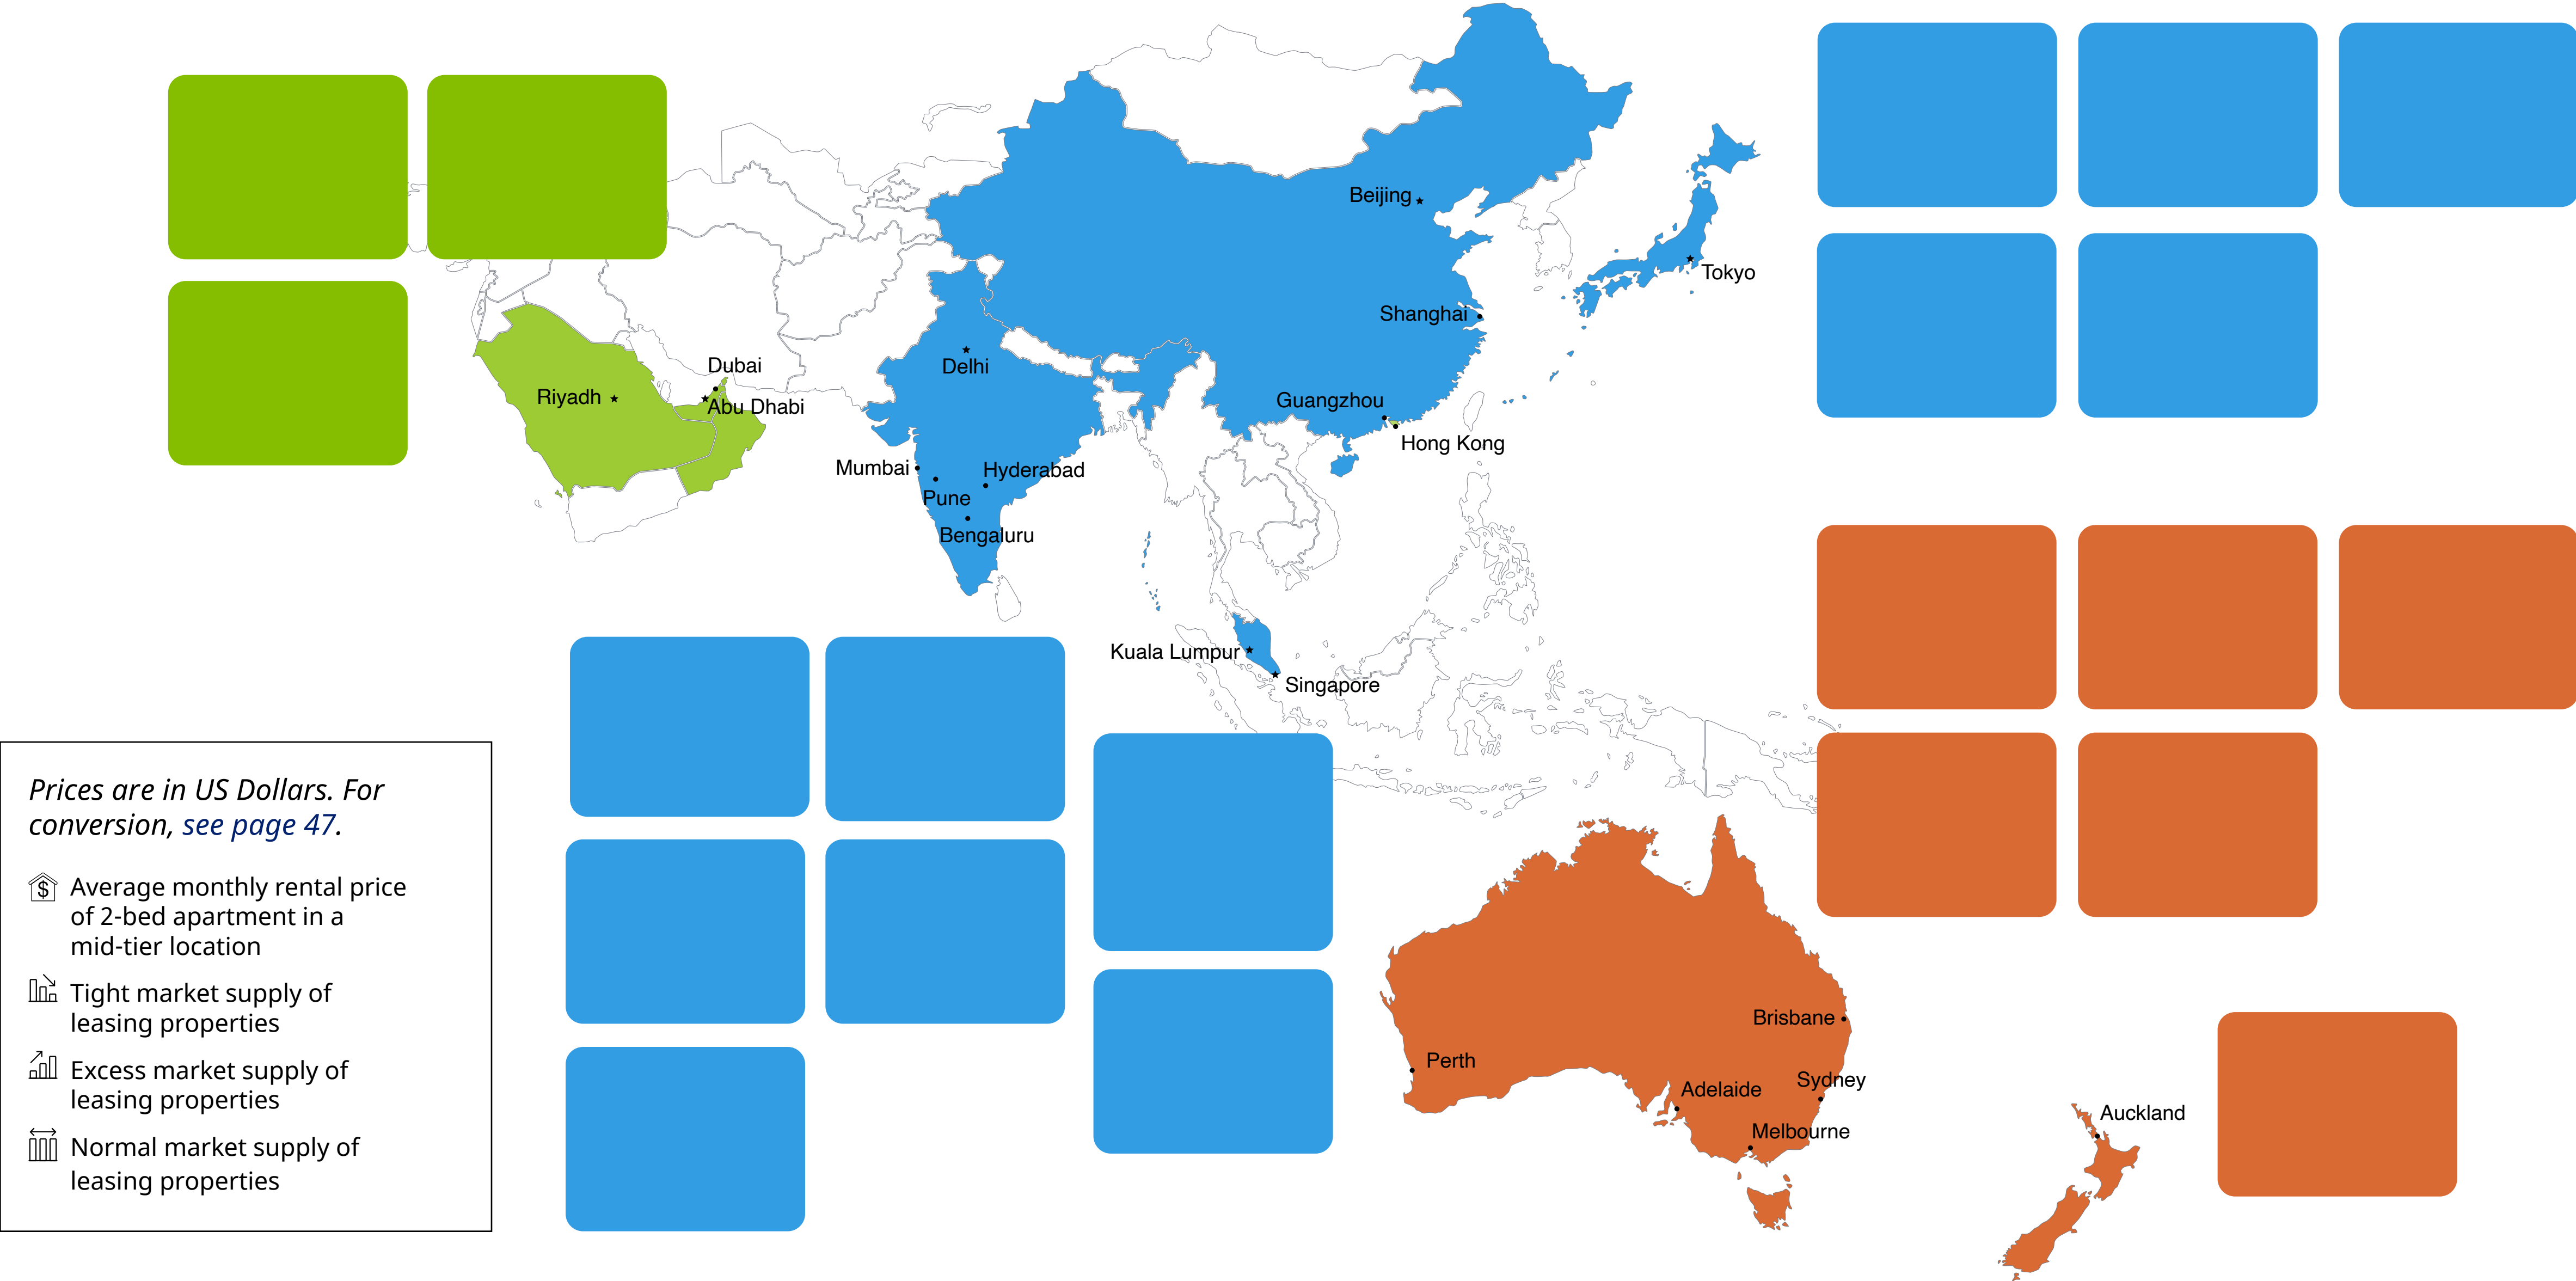 Beijing
Tokyo
Shanghai
Delhi
Dubai
Riyadh
Abu Dhabi
Guangzhou
Hong Kong
Mumbai
Hyderabad
Pune
Bengaluru
Kuala Lumpur
Singapore
Prices are in US Dollars. For
conversion, see page 47.
$
Average monthly rental price
of 2-bed apartment in a
mid-tier location
Tight market supply of
leasing properties
Excess market supply of
leasing properties
Normal market supply of
leasing properties
Brisbane
Perth
Sydney
Adelaide
Melbourne
Auckland